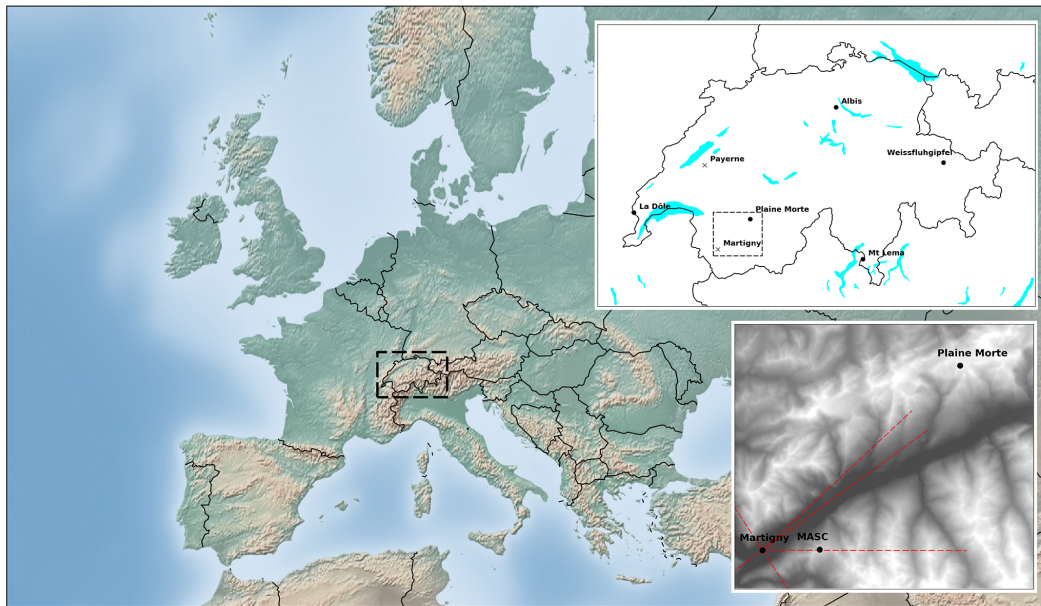 Albis
Payerne
Weissfluhgipfel
La Dôle
Plaine Morte
Martigny
Mt Lema
Plaine Morte
Martigny MASC